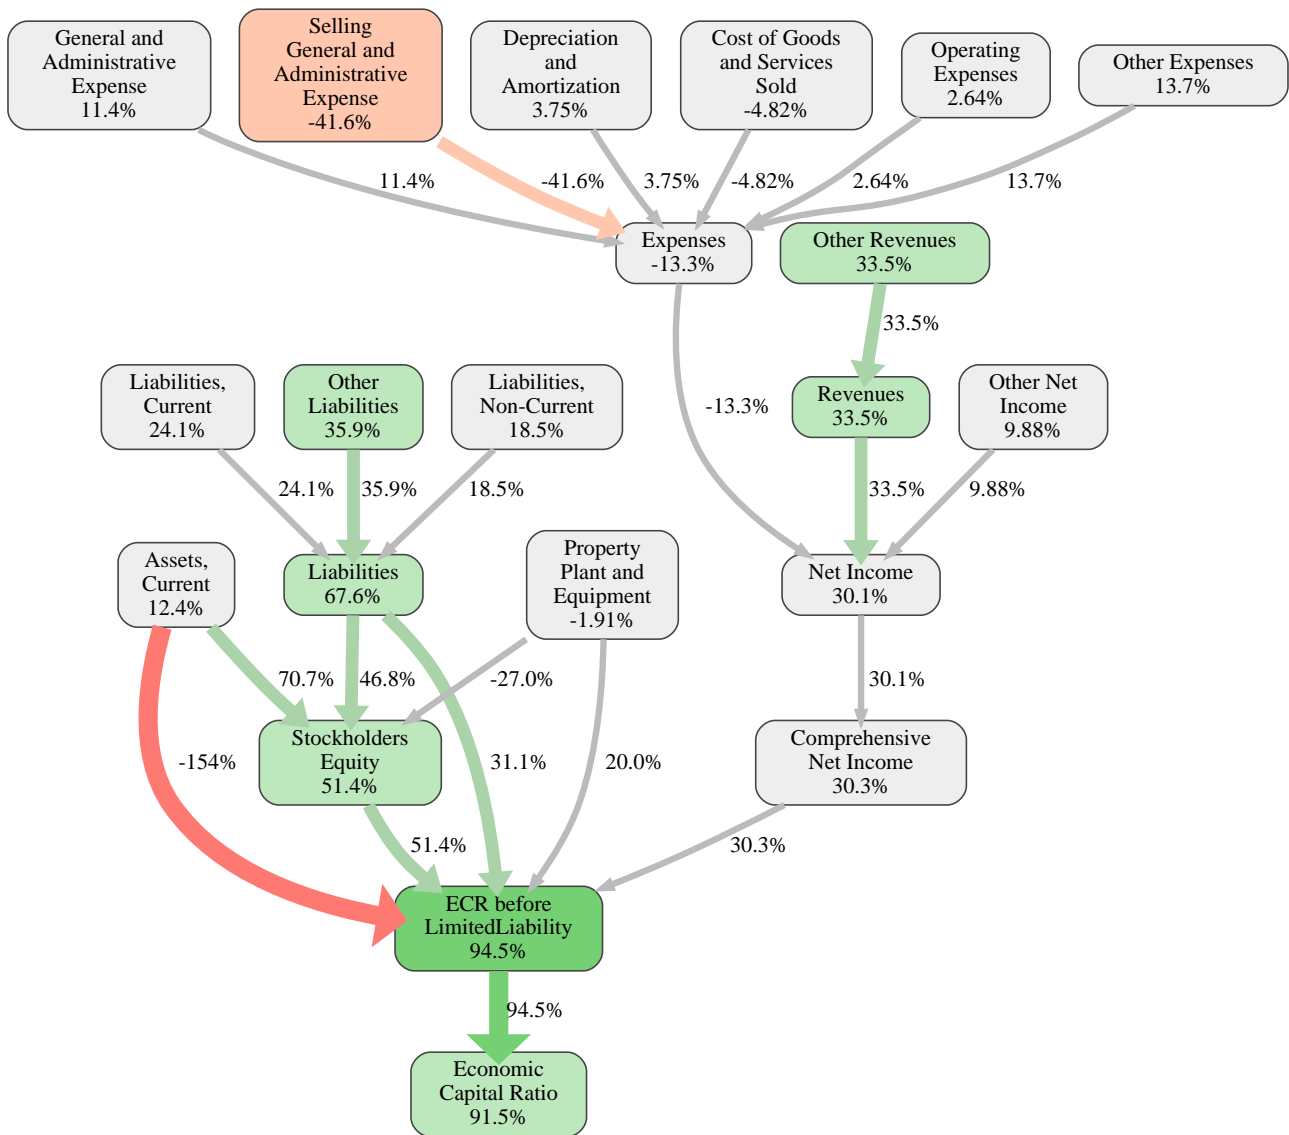 General and
Administrative
Expense
11.4%
Selling
General and
Administrative
Expense
-41.6%
Depreciation
and
Amortization
3.75%
Cost of Goods
and Services
Sold
-4.82%
Operating
Expenses
2.64%
Other Expenses
13.7%
11.4%
-41.6%
3.75%
-4.82%
2.64%
13.7%
Expenses
-13.3%
Other Revenues
33.5%
33.5%
Liabilities,
Current
24.1%
Other
Liabilities
35.9%
Liabilities,
Non-Current
18.5%
-13.3%
Revenues
33.5%
Other Net
Income
9.88%
24.1%
35.9%
18.5%
33.5%
9.88%
Assets,
Current
12.4%
Liabilities
67.6%
Property
Plant and
Equipment
-1.91%
Net Income
30.1%
70.7%
46.8%
-27.0%
30.1%
-154%
Stockholders
Equity
51.4%
31.1%
20.0%
Comprehensive
Net Income
30.3%
51.4%
30.3%
ECR before
LimitedLiability
94.5%
94.5%
Economic
Capital Ratio
91.5%